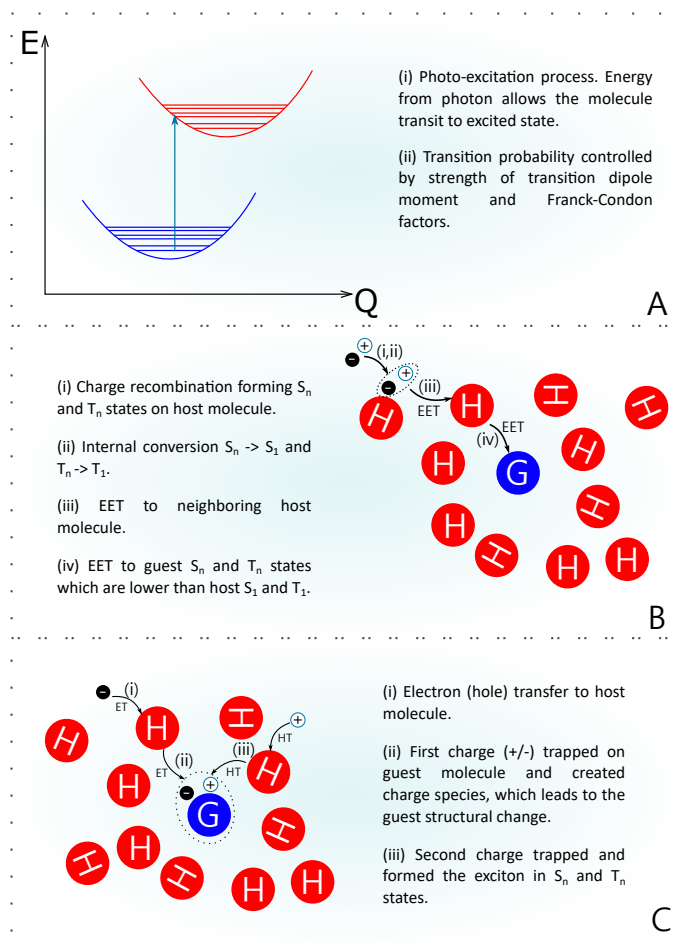 E
(i) Photo-excitation process. Energy
from photon allows the molecule
transit to excited state.
(ii) Transition probability controlled
by strength of transition dipole
moment and Franck-Condon
factors.
Q
A
(i) Charge recombination forming Sₙ
and Tₙ states on host molecule.
(ii) Internal conversion Sₙ -> S₁ and
Tₙ -> T₁.
(iii) EET to neighboring host
molecule.
(iv) EET to guest Sₙ and Tₙ states
which are lower than host S₁ and T₁.
+
(i,ii)
−
+
−
(iii)
EET
H
H
H
H
EET
(iv)
H
H
G
H
H
H
H
H
B
−
(i)
ET
H
H
H
+
HT
(ii)
ET
(iii)
HT
H
H
−
+
G
H
H
H
H
H
H
(i) Electron (hole) transfer to host
molecule.
(ii) First charge (+/-) trapped on
guest molecule and created
charge species, which leads to the
guest structural change.
(iii) Second charge trapped and
formed the exciton in Sₙ and Tₙ
states.
C